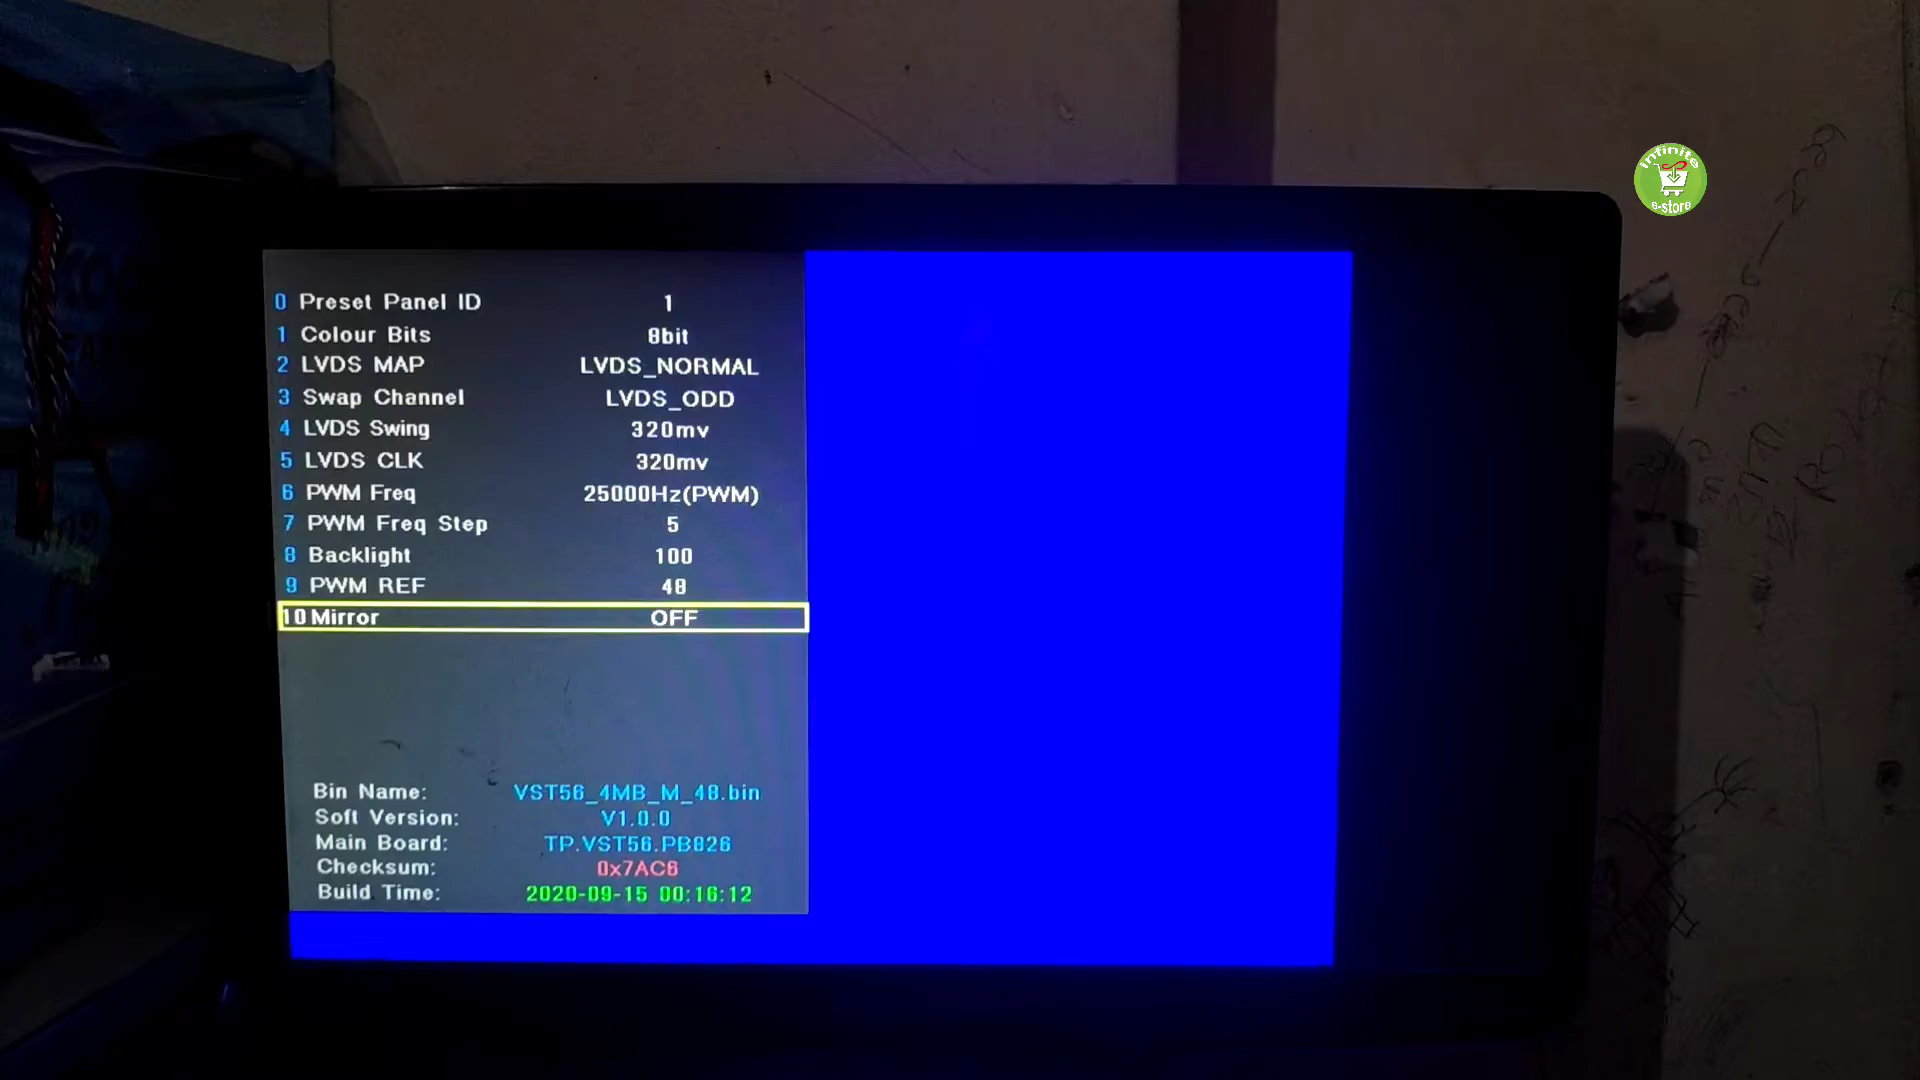 infinite
e-store
0 Preset Panel ID 1
1 Colour Bits 8bit
2 LVDS MAP LVDS_NORMAL
3 Swap Channel LVDS_ODD
4 LVDS Swing 320mv
5 LVDS CLK 320mv
6 PWM Freq 25000Hz(PWM)
7 PWM Freq Step 5
8 Backlight 100
9 PWM REF 48
10 Mirror OFF
Bin Name: VST56_4MB_M_48.bin
Soft Version: V1.0.0
Main Board: TP.VST56.PB826
Checksum: 0x7AC6
Build Time: 2020-09-15 00:16:12